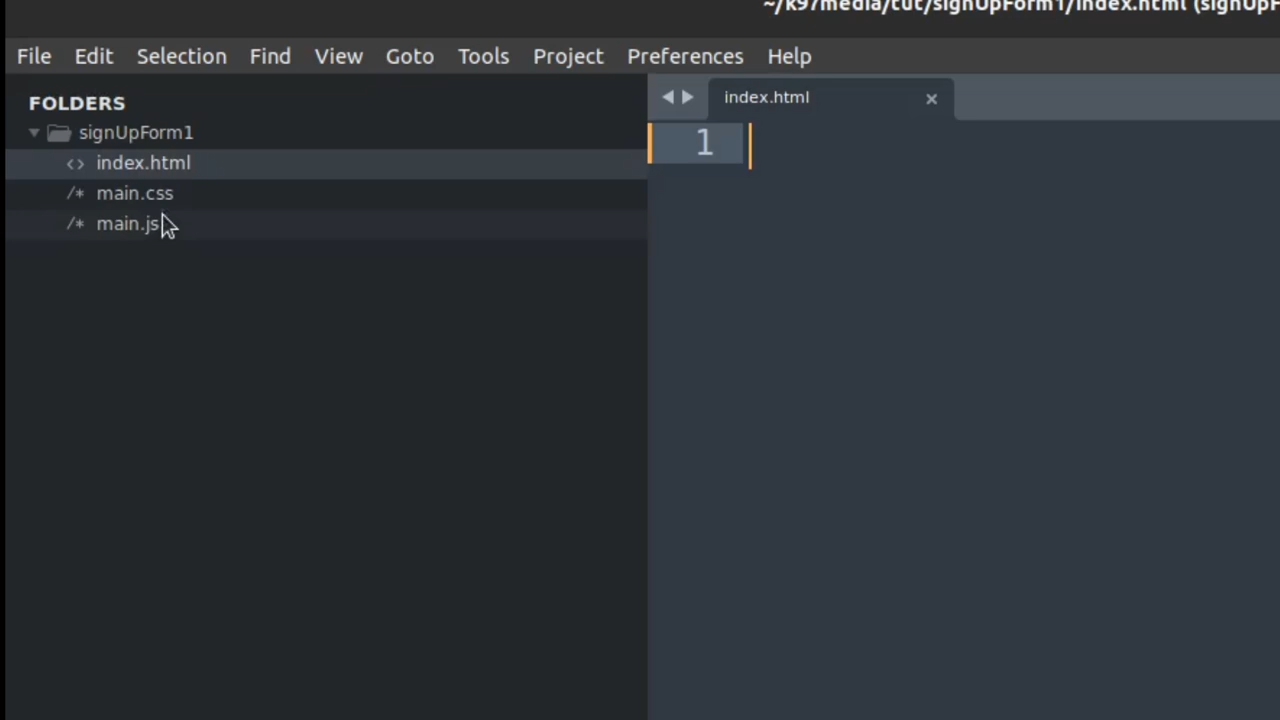 ~/k97media/tut/signUpForm1/index.html (signUpF
File Edit Selection Find View Goto Tools Project Preferences Help
FOLDERS
signUpForm1
<> index.html
/* main.css
/* main.js
index.html ×
1